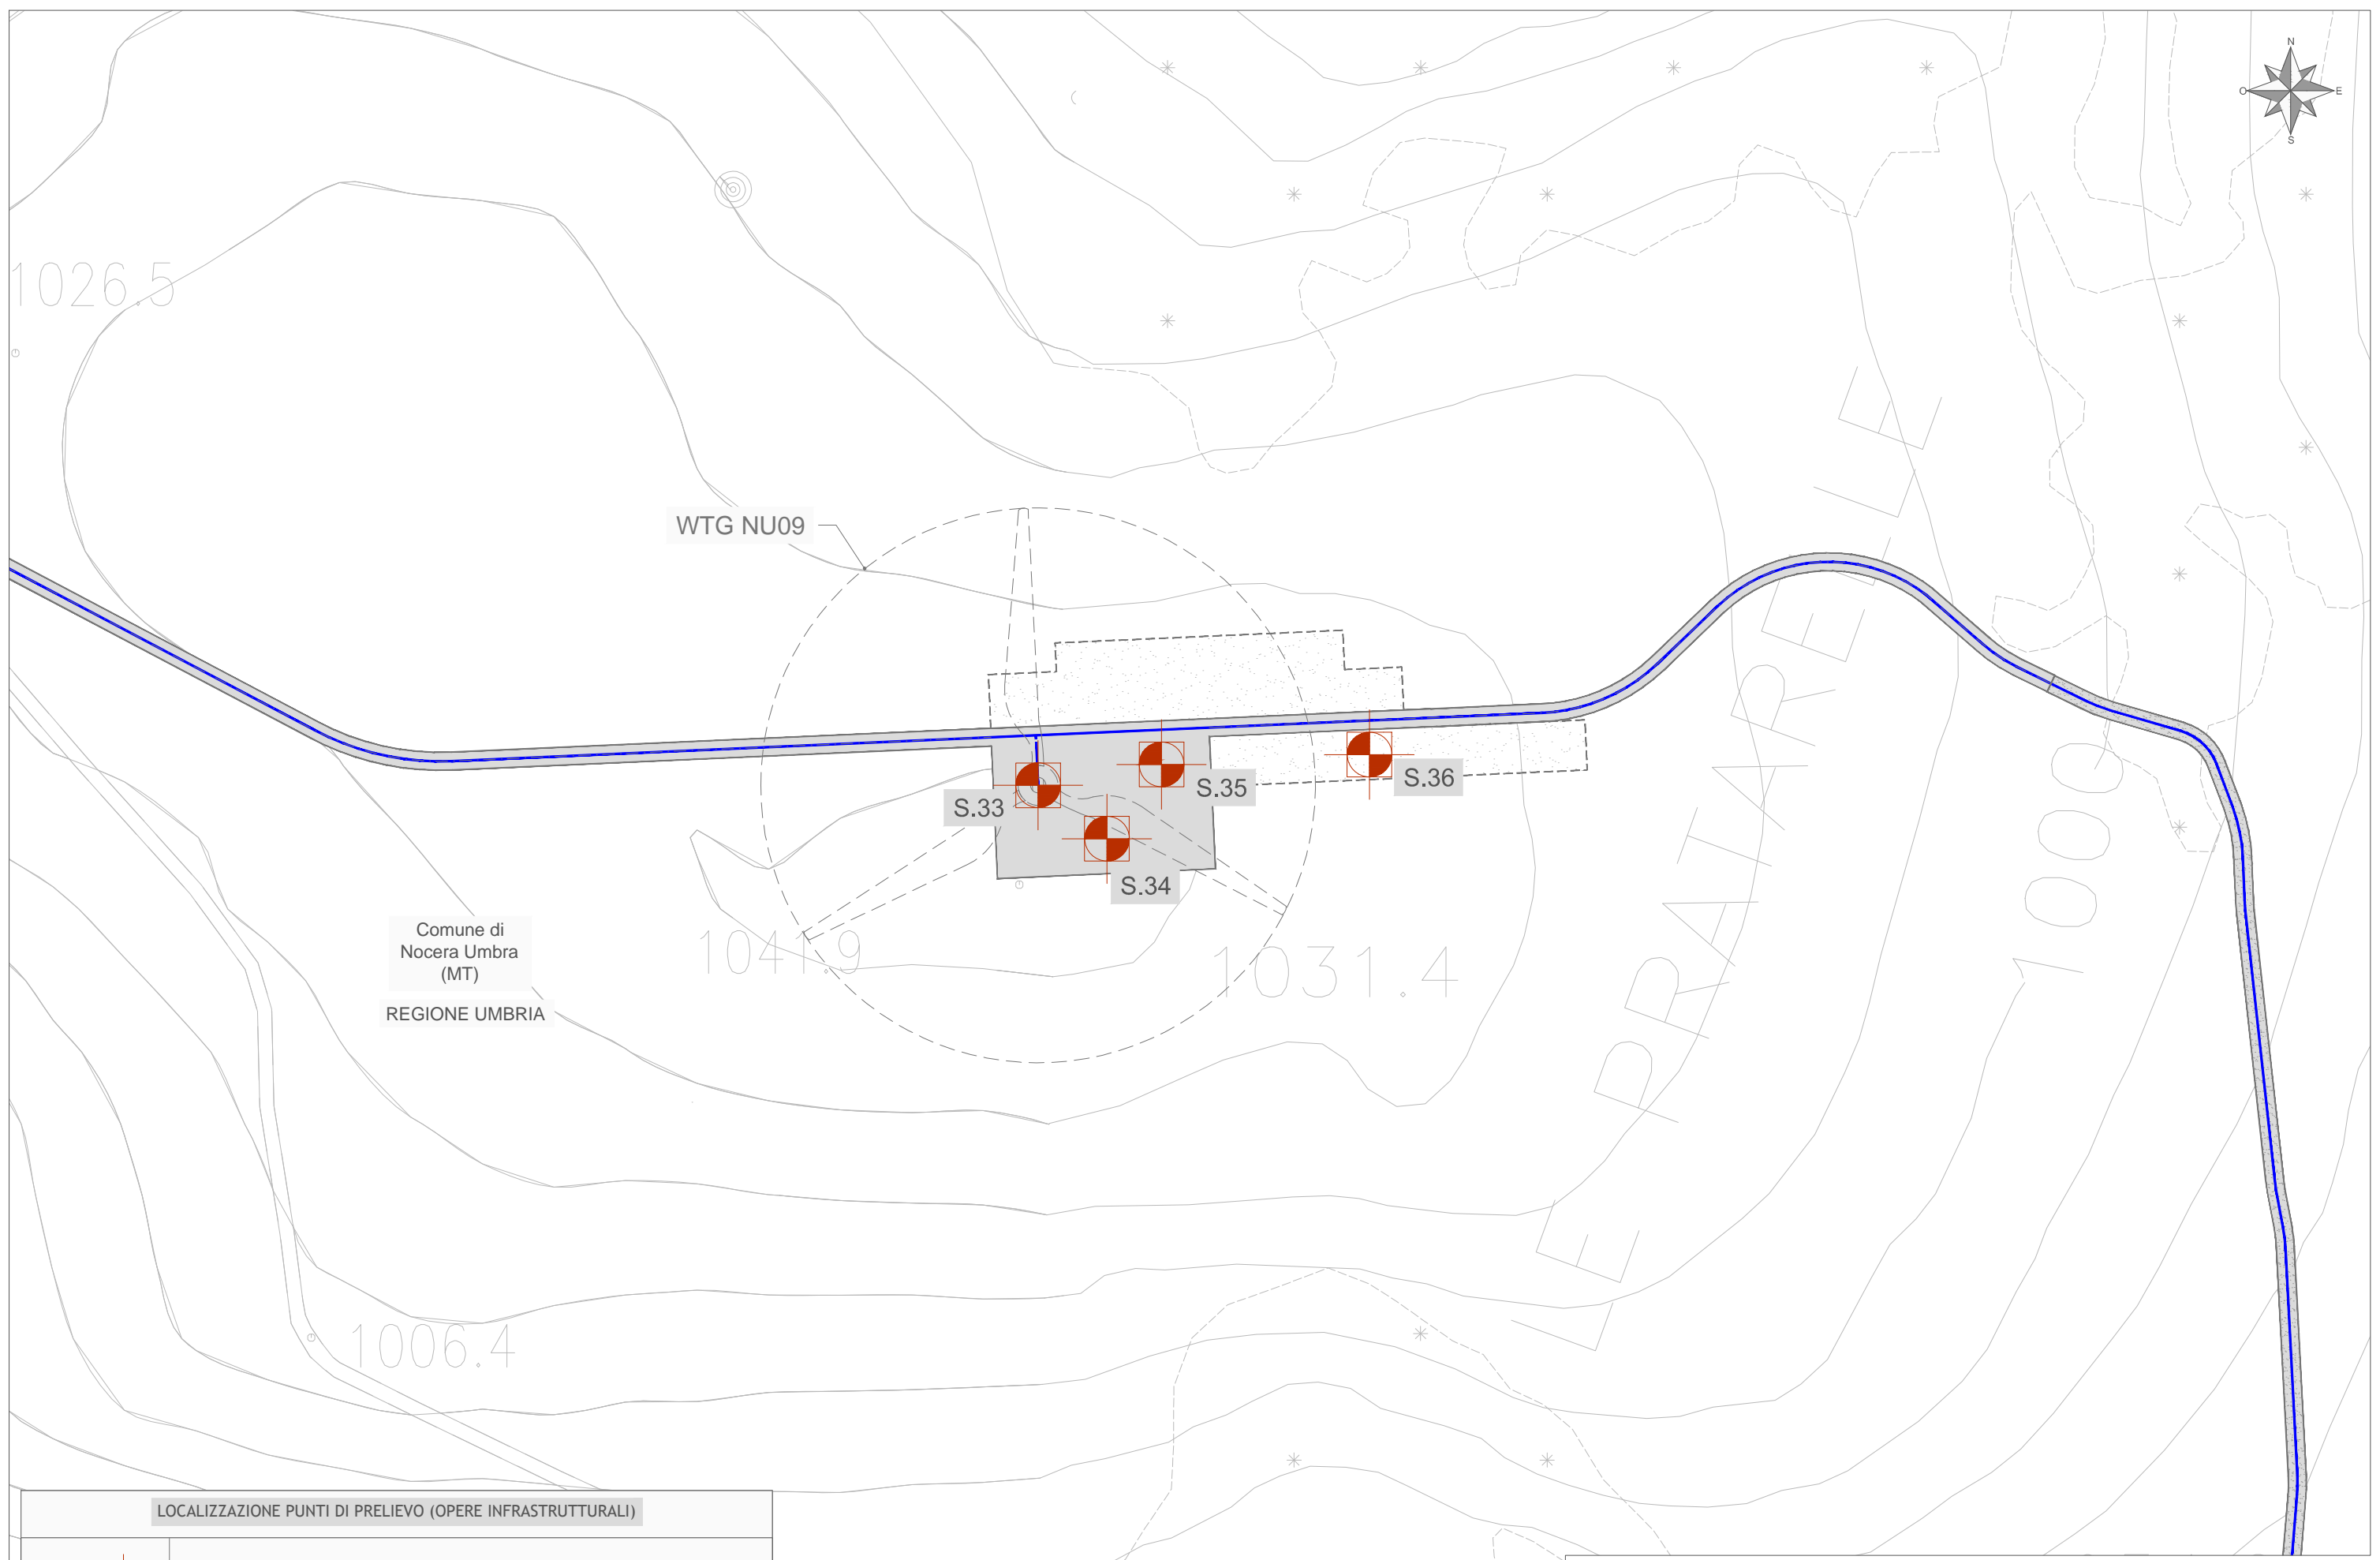 N
O
E
S
1026.5
WTG NU09
S.35
S.36
S.33
S.34
Comune di
Nocera Umbra
(MT)
REGIONE UMBRIA
1041.9
1031.4
1000
1006.4
LOCALIZZAZIONE PUNTI DI PRELIEVO (OPERE INFRASTRUTTURALI)